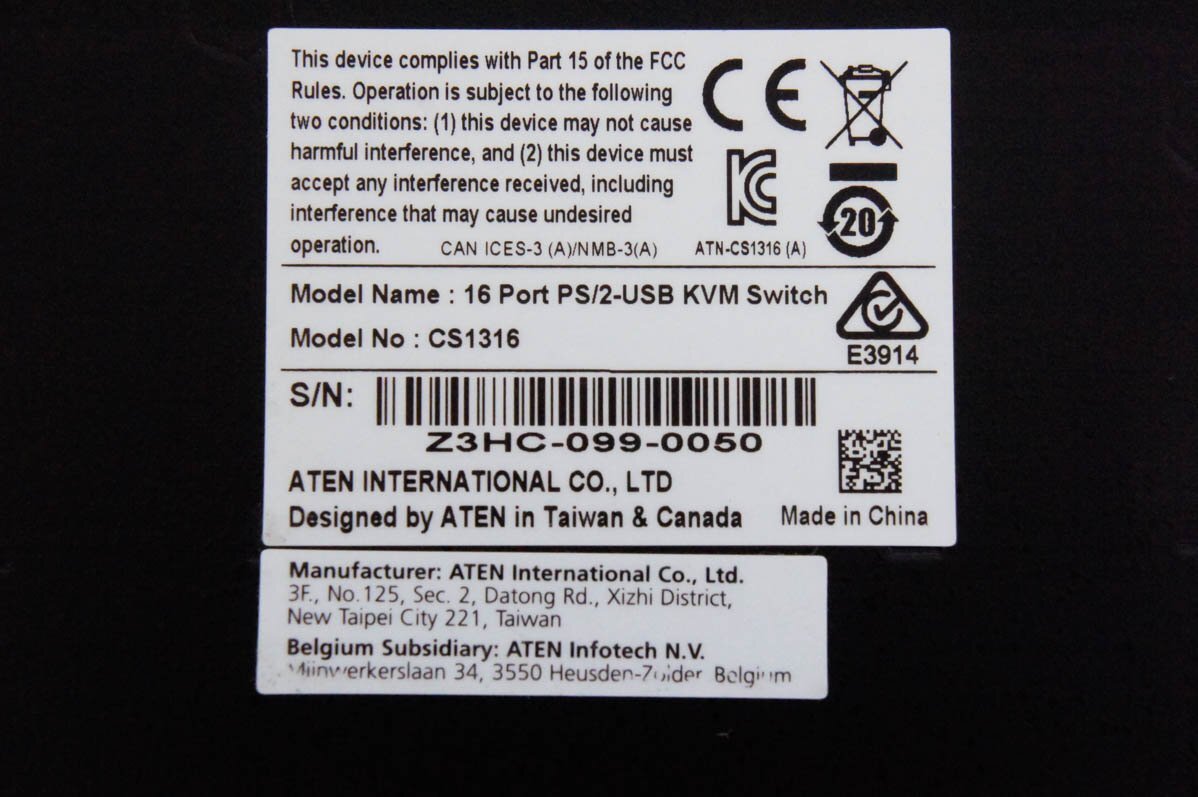 This device complies with Part 15 of the FCC
Rules. Operation is subject to the following
two conditions: (1) this device may not cause
harmful interference, and (2) this device must
accept any interference received, including
interference that may cause undesired
operation. CAN ICES-3 (A)/NMB-3(A)
CE
KC
ATN-CS1316 (A)
20
Model Name : 16 Port PS/2-USB KVM Switch
Model No : CS1316
E3914
S/N:
Z3HC-099-0050
ATEN INTERNATIONAL CO., LTD
Designed by ATEN in Taiwan & Canada
Made in China
Manufacturer: ATEN International Co., Ltd.
3F., No.125, Sec. 2, Datong Rd., Xizhi District,
New Taipei City 221, Taiwan
Belgium Subsidiary: ATEN Infotech N.V.
Mijnwerkerslaan 34, 3550 Heusden-Zolder Belgium